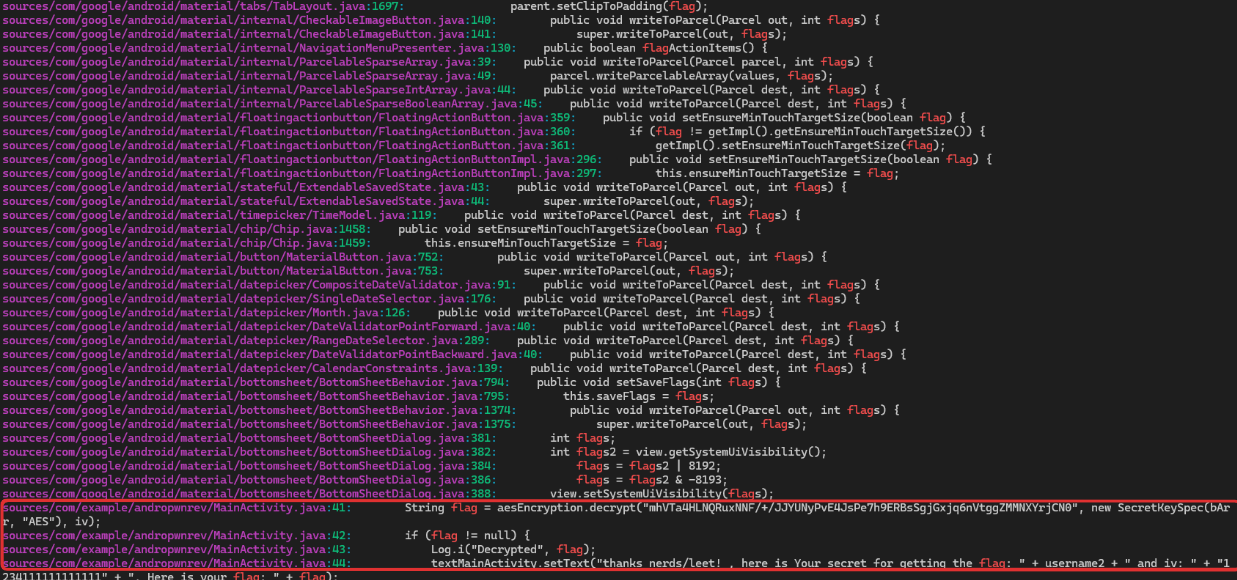 sources/com/google/android/material/tabs/TabLayout.java:1697:                parent.setClipToPadding(flag);
sources/com/google/android/material/internal/CheckableImageButton.java:140:        public void writeToParcel(Parcel out, int flags) {
sources/com/google/android/material/internal/CheckableImageButton.java:141:            super.writeToParcel(out, flags);
sources/com/google/android/material/internal/NavigationMenuPresenter.java:130:    public boolean flagActionItems() {
sources/com/google/android/material/internal/ParcelableSparseArray.java:39:    public void writeToParcel(Parcel parcel, int flags) {
sources/com/google/android/material/internal/ParcelableSparseArray.java:49:        parcel.writeParcelableArray(values, flags);
sources/com/google/android/material/internal/ParcelableSparseIntArray.java:44:    public void writeToParcel(Parcel dest, int flags) {
sources/com/google/android/material/internal/ParcelableSparseBooleanArray.java:45:    public void writeToParcel(Parcel dest, int flags) {
sources/com/google/android/material/floatingactionbutton/FloatingActionButton.java:359:    public void setEnsureMinTouchTargetSize(boolean flag) {
sources/com/google/android/material/floatingactionbutton/FloatingActionButton.java:360:        if (flag != getImpl().getEnsureMinTouchTargetSize()) {
sources/com/google/android/material/floatingactionbutton/FloatingActionButton.java:361:            getImpl().setEnsureMinTouchTargetSize(flag);
sources/com/google/android/material/floatingactionbutton/FloatingActionButtonImpl.java:296:    public void setEnsureMinTouchTargetSize(boolean flag) {
sources/com/google/android/material/floatingactionbutton/FloatingActionButtonImpl.java:297:        this.ensureMinTouchTargetSize = flag;
sources/com/google/android/material/stateful/ExtendableSavedState.java:43:    public void writeToParcel(Parcel out, int flags) {
sources/com/google/android/material/stateful/ExtendableSavedState.java:44:        super.writeToParcel(out, flags);
sources/com/google/android/material/timepicker/TimeModel.java:119:    public void writeToParcel(Parcel dest, int flags) {
sources/com/google/android/material/chip/Chip.java:1458:    public void setEnsureMinTouchTargetSize(boolean flag) {
sources/com/google/android/material/chip/Chip.java:1459:        this.ensureMinTouchTargetSize = flag;
sources/com/google/android/material/button/MaterialButton.java:752:        public void writeToParcel(Parcel out, int flags) {
sources/com/google/android/material/button/MaterialButton.java:753:            super.writeToParcel(out, flags);
sources/com/google/android/material/datepicker/CompositeDateValidator.java:91:    public void writeToParcel(Parcel dest, int flags) {
sources/com/google/android/material/datepicker/SingleDateSelector.java:176:    public void writeToParcel(Parcel dest, int flags) {
sources/com/google/android/material/datepicker/Month.java:126:    public void writeToParcel(Parcel dest, int flags) {
sources/com/google/android/material/datepicker/DateValidatorPointForward.java:40:    public void writeToParcel(Parcel dest, int flags) {
sources/com/google/android/material/datepicker/RangeDateSelector.java:289:    public void writeToParcel(Parcel dest, int flags) {
sources/com/google/android/material/datepicker/DateValidatorPointBackward.java:40:    public void writeToParcel(Parcel dest, int flags) {
sources/com/google/android/material/datepicker/CalendarConstraints.java:139:    public void writeToParcel(Parcel dest, int flags) {
sources/com/google/android/material/bottomsheet/BottomSheetBehavior.java:794:    public void setSaveFlags(int flags) {
sources/com/google/android/material/bottomsheet/BottomSheetBehavior.java:795:        this.saveFlags = flags;
sources/com/google/android/material/bottomsheet/BottomSheetBehavior.java:1374:        public void writeToParcel(Parcel out, int flags) {
sources/com/google/android/material/bottomsheet/BottomSheetBehavior.java:1375:            super.writeToParcel(out, flags);
sources/com/google/android/material/bottomsheet/BottomSheetDialog.java:381:        int flags;
sources/com/google/android/material/bottomsheet/BottomSheetDialog.java:382:        int flags2 = view.getSystemUiVisibility();
sources/com/google/android/material/bottomsheet/BottomSheetDialog.java:384:            flags = flags2 | 8192;
sources/com/google/android/material/bottomsheet/BottomSheetDialog.java:386:            flags = flags2 & -8193;
sources/com/google/android/material/bottomsheet/BottomSheetDialog.java:388:        view.setSystemUiVisibility(flags);
sources/com/example/andropwnrev/MainActivity.java:41:        String flag = aesEncryption.decrypt("mhVTa4HLNQRuxNNF/+/JJYUNyPvE4JsPe7h9ERBsSgjGxjq6nVtggZMMNXYrjCN0", new SecretKeySpec(bAr
r, "AES"), iv);
sources/com/example/andropwnrev/MainActivity.java:42:        if (flag != null) {
sources/com/example/andropwnrev/MainActivity.java:43:            Log.i("Decrypted", flag);
sources/com/example/andropwnrev/MainActivity.java:44:            textMainActivity.setText("thanks nerds/leet! , here is Your secret for getting the flag: " + username2 + " and iv: " + "1
234111111111111" + ". Here is your flag: " + flag);